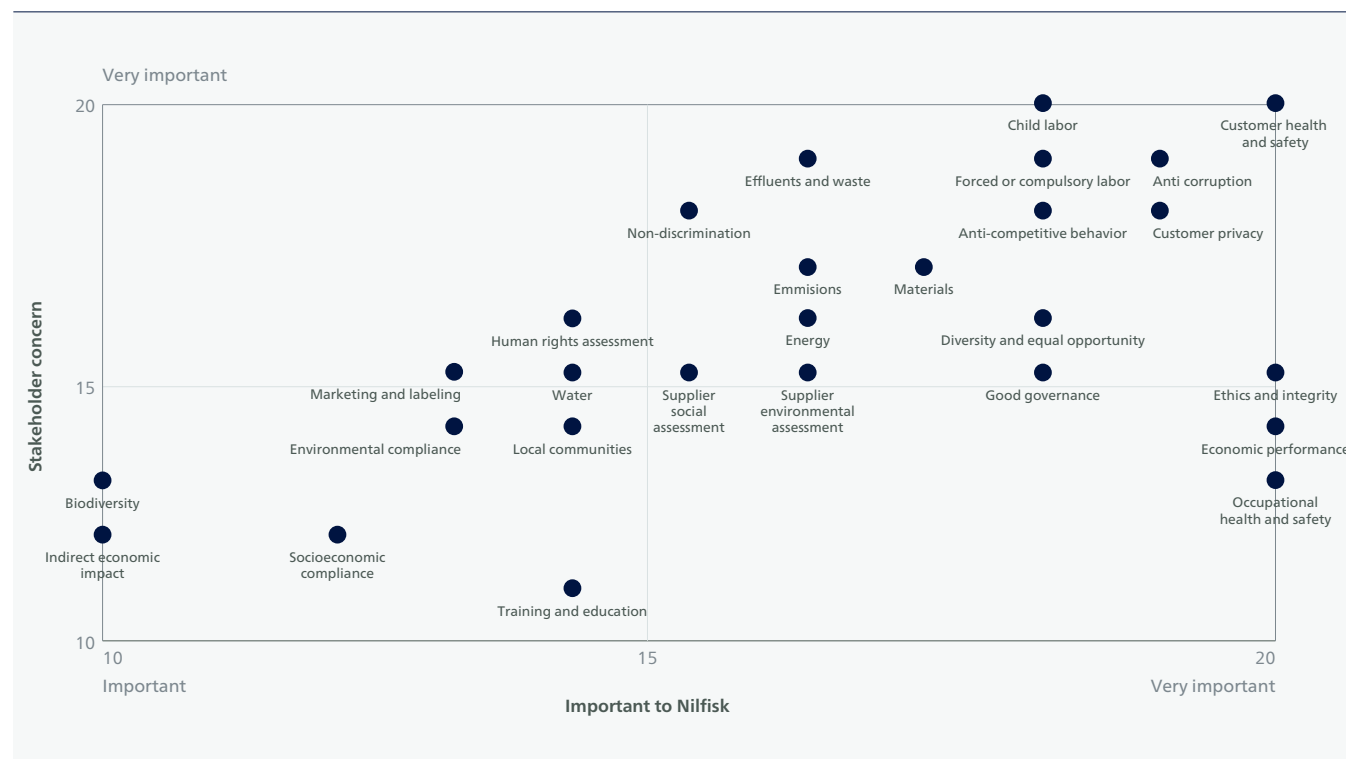 Very important
20
Child labor
Customer health
and safety
Effluents and waste
Forced or compulsory labor
Anti corruption
Non-discrimination
Anti-competitive behavior
Customer privacy
Emmisions
Materials
Human rights assessment
Energy
Diversity and equal opportunity
Stakeholder concern
15
Marketing and labeling
Water
Supplier
social
assessment
Supplier
environmental
assessment
Good governance
Ethics and integrity
Environmental compliance
Local communities
Economic performance
Biodiversity
Occupational
health and safety
Indirect economic
impact
Socioeconomic
compliance
Training and education
10
10
15
20
Important
Very important
Important to Nilfisk